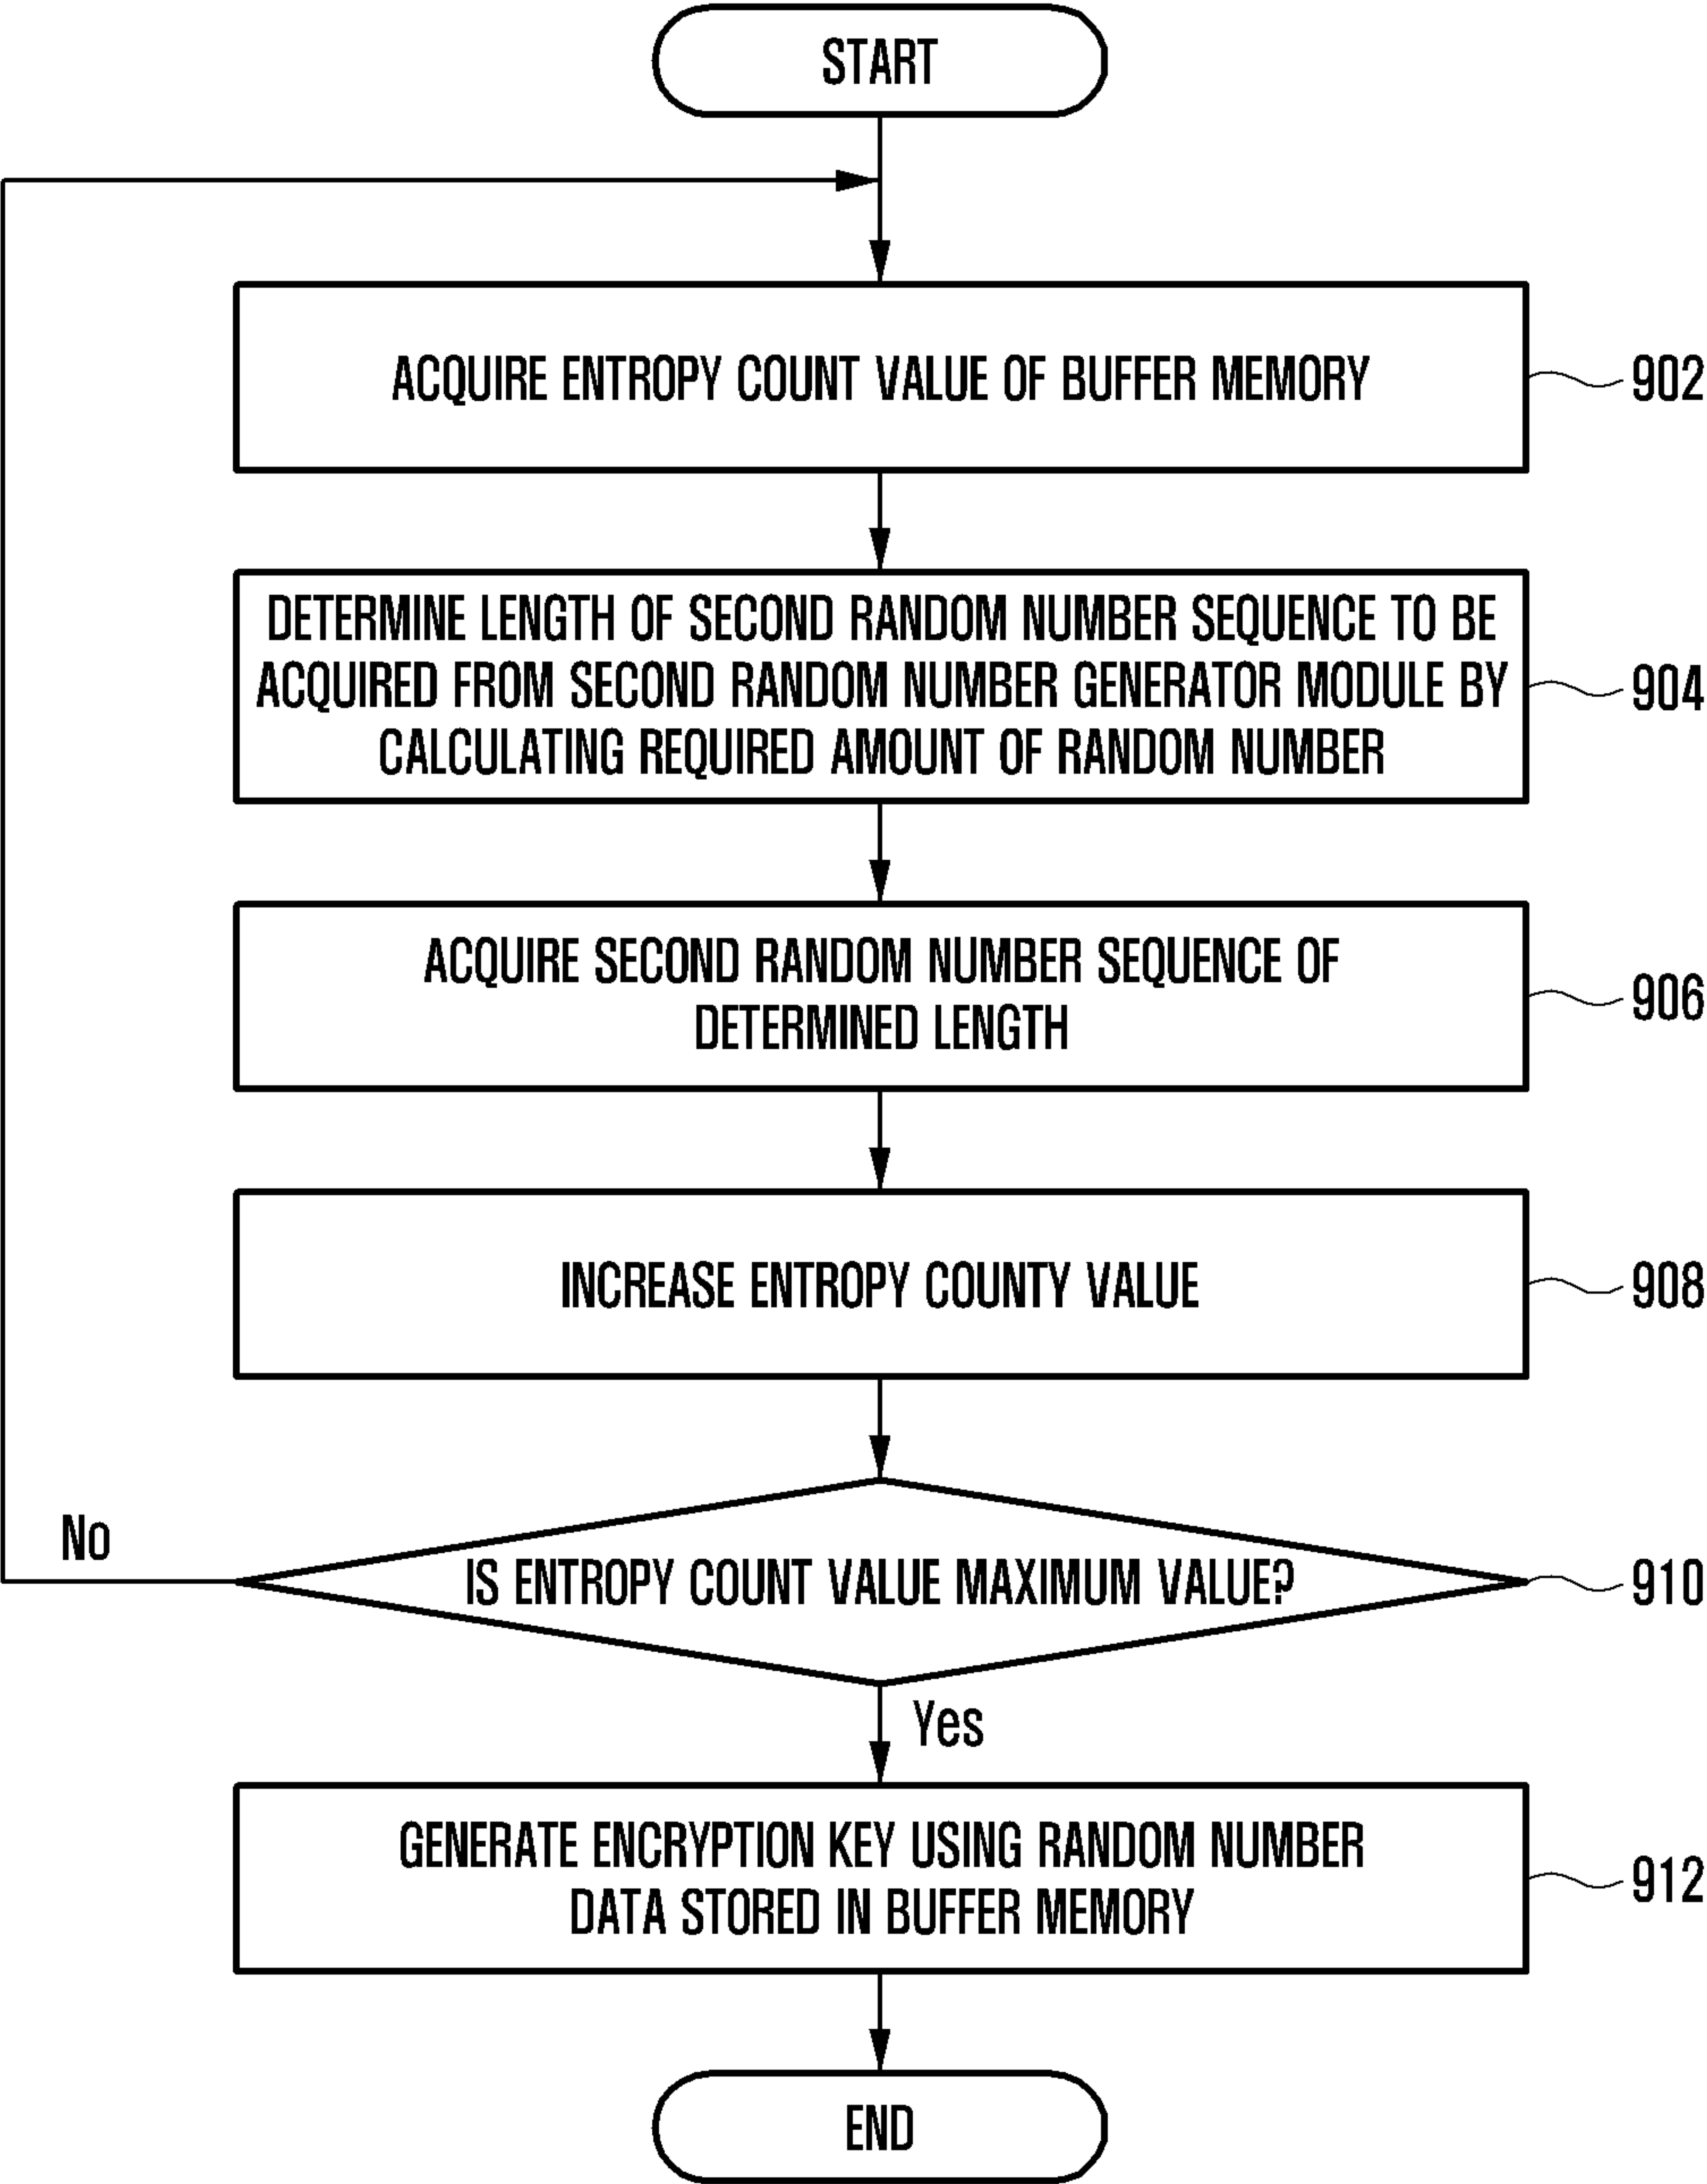 START
ACQUIRE ENTROPY COUNT VALUE OF BUFFER MEMORY
902
DETERMINE LENGTH OF SECOND RANDOM NUMBER SEQUENCE TO BE
ACQUIRED FROM SECOND RANDOM NUMBER GENERATOR MODULE BY
CALCULATING REQUIRED AMOUNT OF RANDOM NUMBER
904
ACQUIRE SECOND RANDOM NUMBER SEQUENCE OF
DETERMINED LENGTH
906
INCREASE ENTROPY COUNTY VALUE
908
No
IS ENTROPY COUNT VALUE MAXIMUM VALUE?
910
Yes
GENERATE ENCRYPTION KEY USING RANDOM NUMBER
DATA STORED IN BUFFER MEMORY
912
END